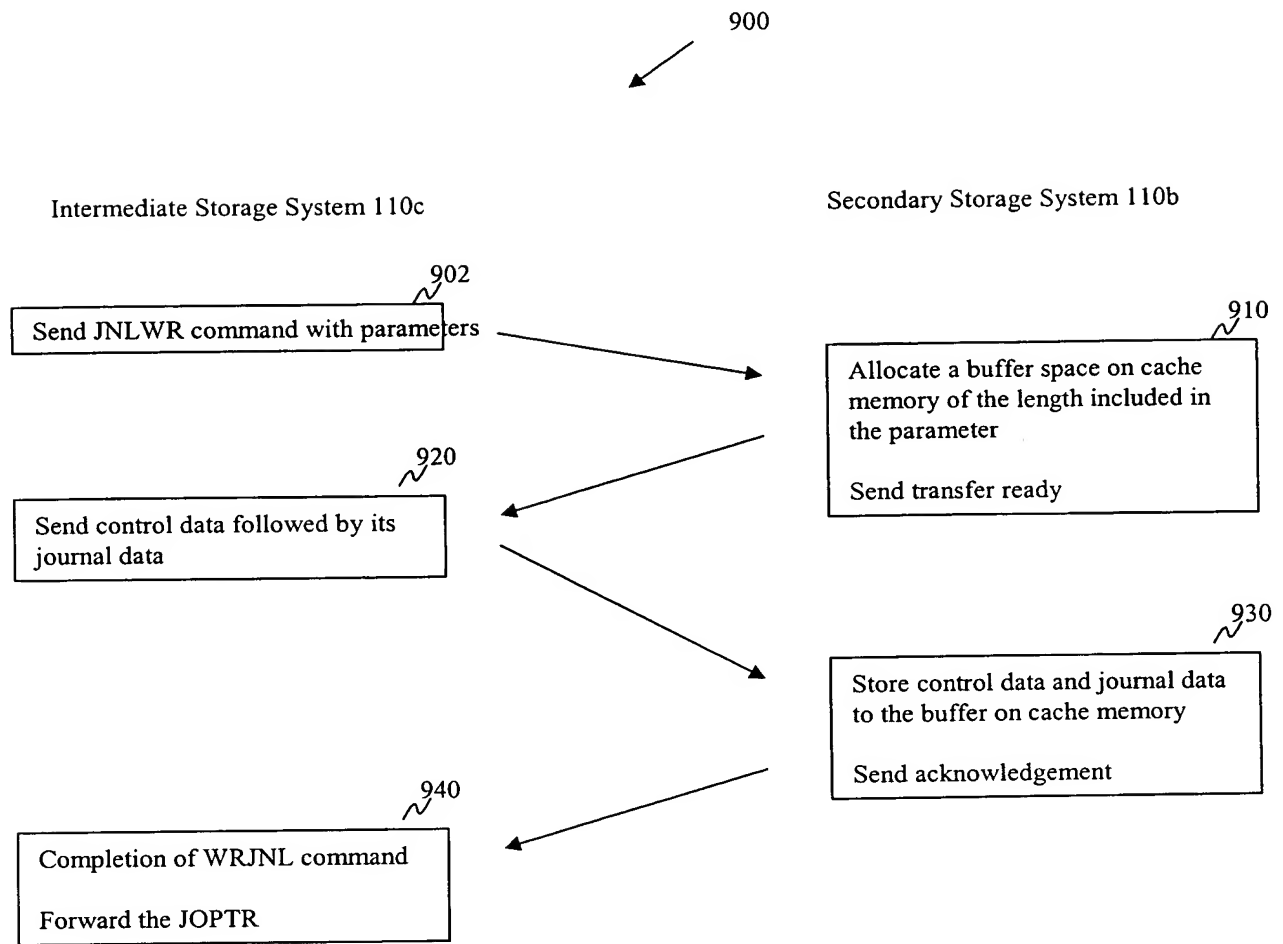 900
Intermediate Storage System 110c
Secondary Storage System 110b
902
Send JNLWR command with parameters
910
Allocate a buffer space on cache
memory of the length included in
the parameter
Send transfer ready
920
Send control data followed by its
journal data
930
Store control data and journal data
to the buffer on cache memory
Send acknowledgement
940
Completion of WRJNL command
Forward the JOPTR